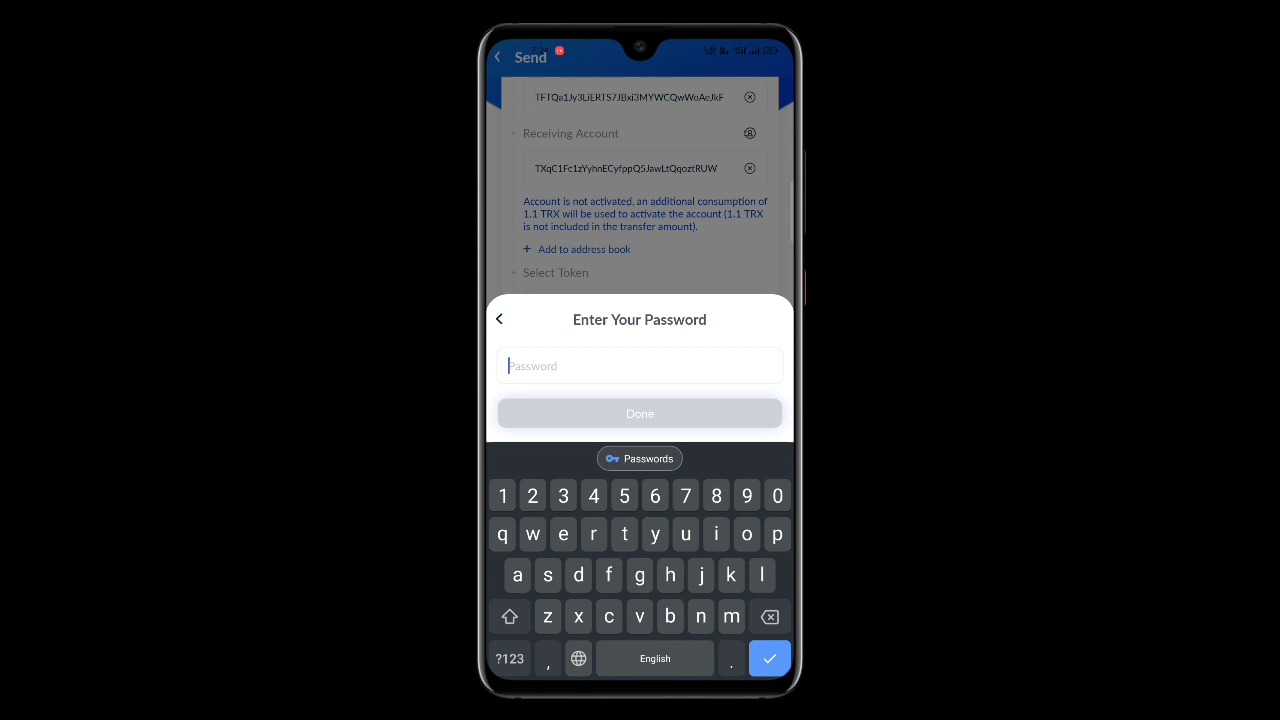 Send
TFTQa1Jy3LiERTS7JBxi3MYWCQwWoAeJkF
Receiving Account
TXqC1Fc1zYyhnECyfppQ5JawLtQqoztRUW
Account is not activated, an additional consumption of
1.1 TRX will be used to activate the account (1.1 TRX
is not included in the transfer amount).
+ Add to address book
Select Token
Enter Your Password
Password
Done
Passwords
1 2 3 4 5 6 7 8 9 0
q w e r t y u i o p
a s d f g h j k l
z x c v b n m
?123 , English .